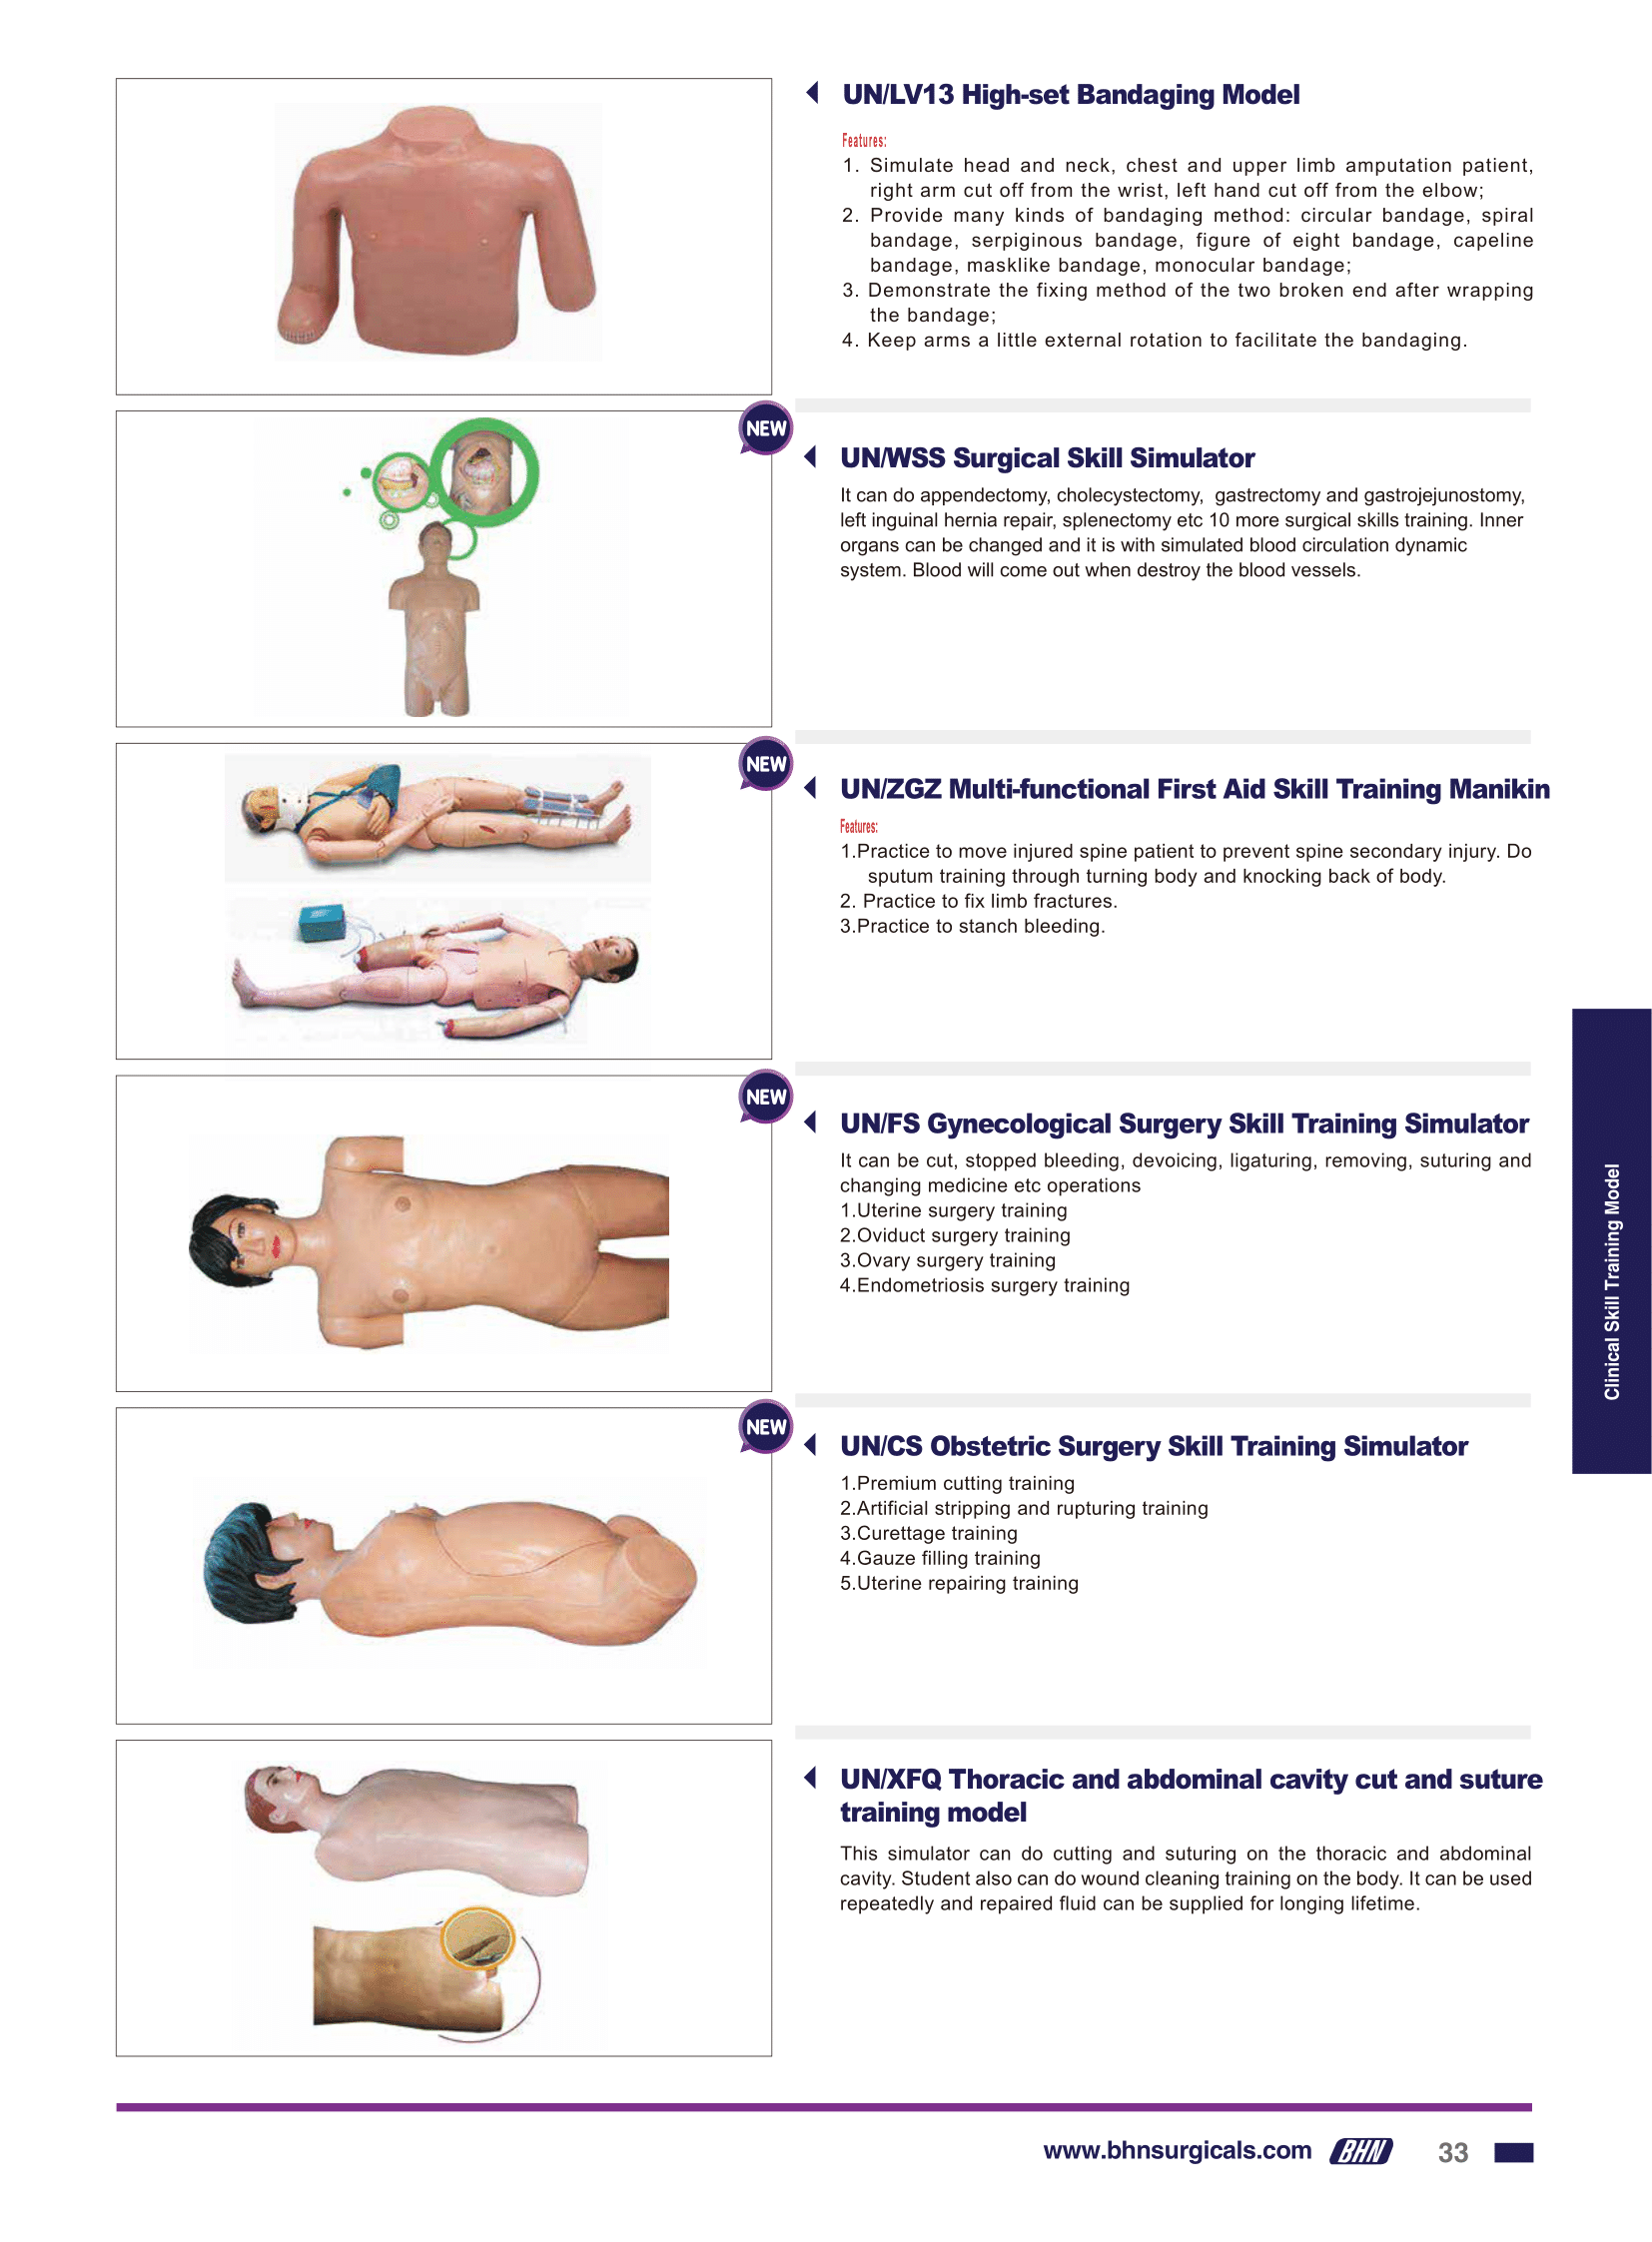 UN/LV13 High-set Bandaging Model
Features:
1. Simulate head and neck, chest and upper limb amputation patient,
right arm cut off from the wrist, left hand cut off from the elbow;
2. Provide many kinds of bandaging method: circular bandage, spiral
bandage, serpiginous bandage, figure of eight bandage, capeline
bandage, masklike bandage, monocular bandage;
3. Demonstrate the fixing method of the two broken end after wrapping
the bandage;
4. Keep arms a little external rotation to facilitate the bandaging.
NEW
UN/WSS Surgical Skill Simulator
It can do appendectomy, cholecystectomy, gastrectomy and gastrojejunostomy,
left inguinal hernia repair, splenectomy etc 10 more surgical skills training. Inner
organs can be changed and it is with simulated blood circulation dynamic
system. Blood will come out when destroy the blood vessels.
NEW
UN/ZGZ Multi-functional First Aid Skill Training Manikin
Features:
1.Practice to move injured spine patient to prevent spine secondary injury. Do
sputum training through turning body and knocking back of body.
2. Practice to fix limb fractures.
3.Practice to stanch bleeding.
NEW
UN/FS Gynecological Surgery Skill Training Simulator
It can be cut, stopped bleeding, devoicing, ligaturing, removing, suturing and
changing medicine etc operations
1.Uterine surgery training
2.Oviduct surgery training
3.Ovary surgery training
4.Endometriosis surgery training
NEW
UN/CS Obstetric Surgery Skill Training Simulator
1.Premium cutting training
2.Artificial stripping and rupturing training
3.Curettage training
4.Gauze filling training
5.Uterine repairing training
UN/XFQ Thoracic and abdominal cavity cut and suture
training model
This simulator can do cutting and suturing on the thoracic and abdominal
cavity. Student also can do wound cleaning training on the body. It can be used
repeatedly and repaired fluid can be supplied for longing lifetime.
Clinical Skill Training Model
www.bhnsurgicals.com BHN 33